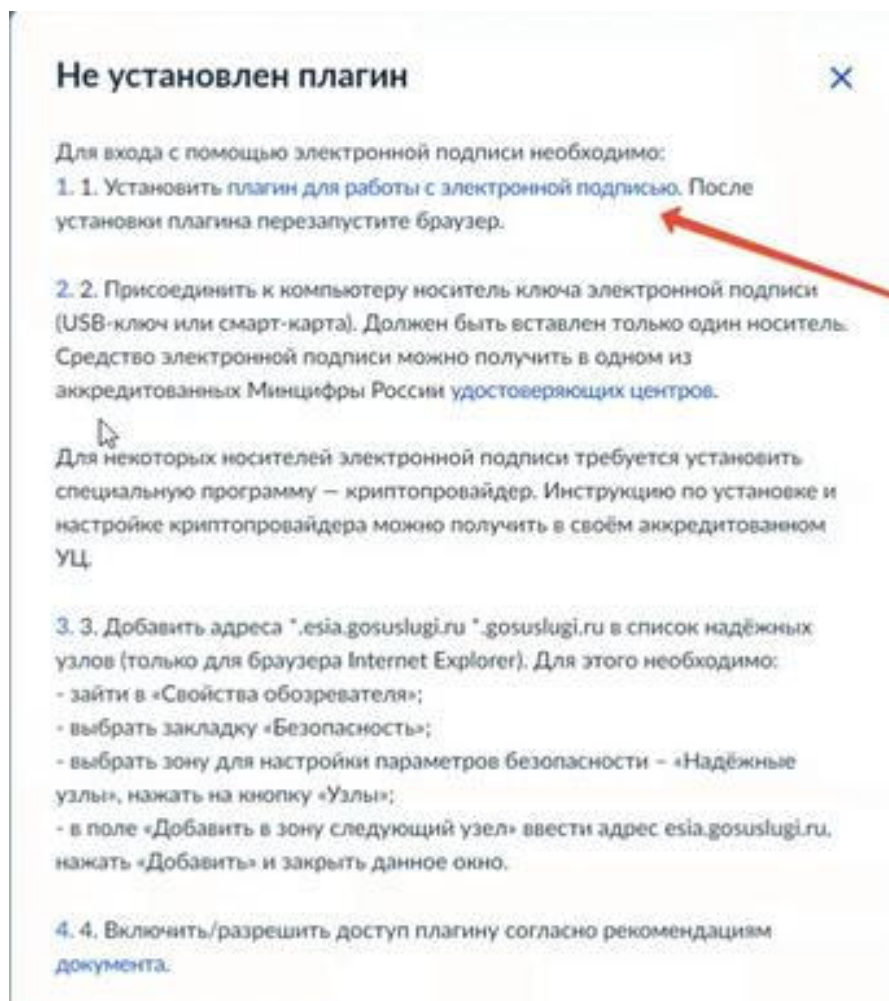 Не установлен плагин
Для входа с помощью электронной подписи необходимо:
1. 1. Установить плагин для работы с электронной подписью. После
установки плагина перезапустите браузер.
2. 2. Присоединить к компьютеру носитель ключа электронной подписи
(USB-ключ или смарт-карта). Должен быть вставлен только один носитель.
Средство электронной подписи можно получить в одном из
аккредитованных Минцифры России удостоверяющих центров.
Для некоторых носителей электронной подписи требуется установить
специальную программу — криптопровайдер. Инструкцию по установке и
настройке криптопровайдера можно получить в своём аккредитованном
УЦ.
3. 3. Добавить адреса *.esia.gosuslugi.ru *.gosuslugi.ru в список надёжных
узлов (только для браузера Internet Explorer). Для этого необходимо:
- зайти в «Свойства обозревателя»;
- выбрать закладку «Безопасность»;
- выбрать зону для настройки параметров безопасности – «Надёжные
узлы», нажать на кнопку «Узлы»;
- в поле «Добавить в зону следующий узел» ввести адрес esia.gosuslugi.ru,
нажать «Добавить» и закрыть данное окно.
4. 4. Включить/разрешить доступ плагину согласно рекомендациям
документа.